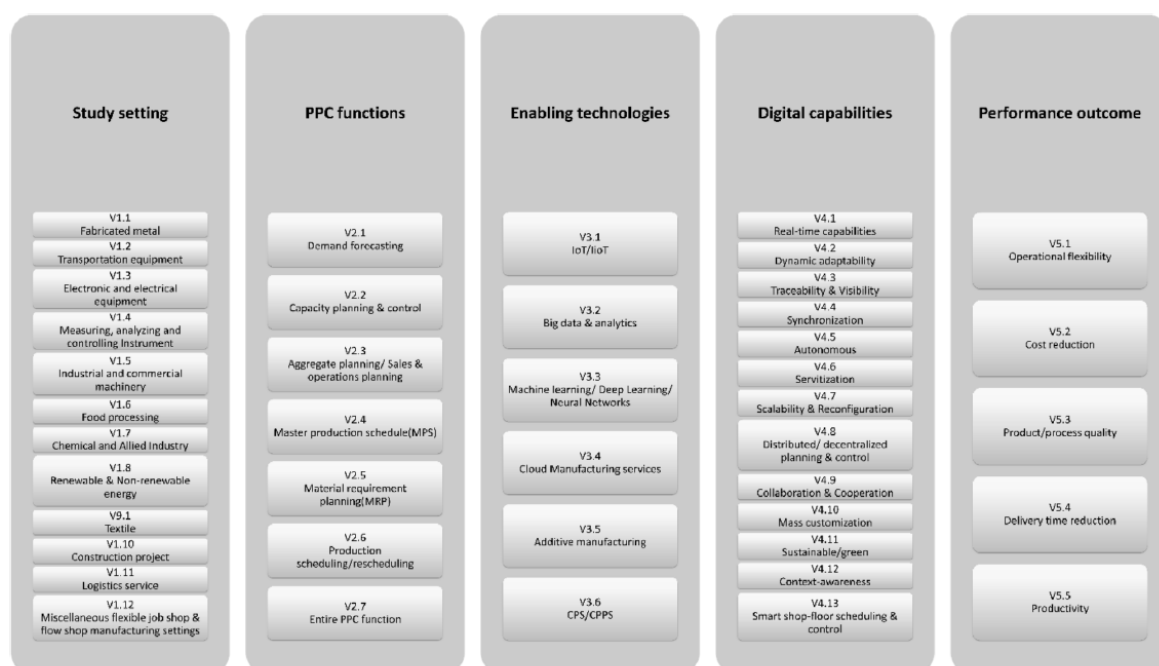 Study setting
V1.1
Fabricated metal
V1.2
Transportation equipment
V1.3
Electronic and electrical
equipment
V1.4
Measuring, analyzing and
controlling Instrument
V1.5
Industrial and commercial
machinery
V1.6
Food processing
V1.7
Chemical and Allied Industry
V1.8
Renewable & Non-renewable
energy
V9.1
Textile
V1.10
Construction project
V1.11
Logistics service
V1.12
Miscellaneous flexible job shop &
flow shop manufacturing settings
PPC functions
V2.1
Demand forecasting
V2.2
Capacity planning & control
V2.3
Aggregate planning/ Sales &
operations planning
V2.4
Master production schedule(MPS)
V2.5
Material requirement
planning(MRP)
V2.6
Production
scheduling/rescheduling
V2.7
Entire PPC function
Enabling technologies
V3.1
IoT/IIoT
V3.2
Big data & analytics
V3.3
Machine learning/ Deep Learning/
Neural Networks
V3.4
Cloud Manufacturing services
V3.5
Additive manufacturing
V3.6
CPS/CPPS
Digital capabilities
V4.1
Real-time capabilities
V4.2
Dynamic adaptability
V4.3
Traceability & Visibility
V4.4
Synchronization
V4.5
Autonomous
V4.6
Servitization
V4.7
Scalability & Reconfiguration
V4.8
Distributed/ decentralized
planning & control
V4.9
Collaboration & Cooperation
V4.10
Mass customization
V4.11
Sustainable/green
V4.12
Context-awareness
V4.13
Smart shop-floor scheduling &
control
Performance outcome
V5.1
Operational flexibility
V5.2
Cost reduction
V5.3
Product/process quality
V5.4
Delivery time reduction
V5.5
Productivity